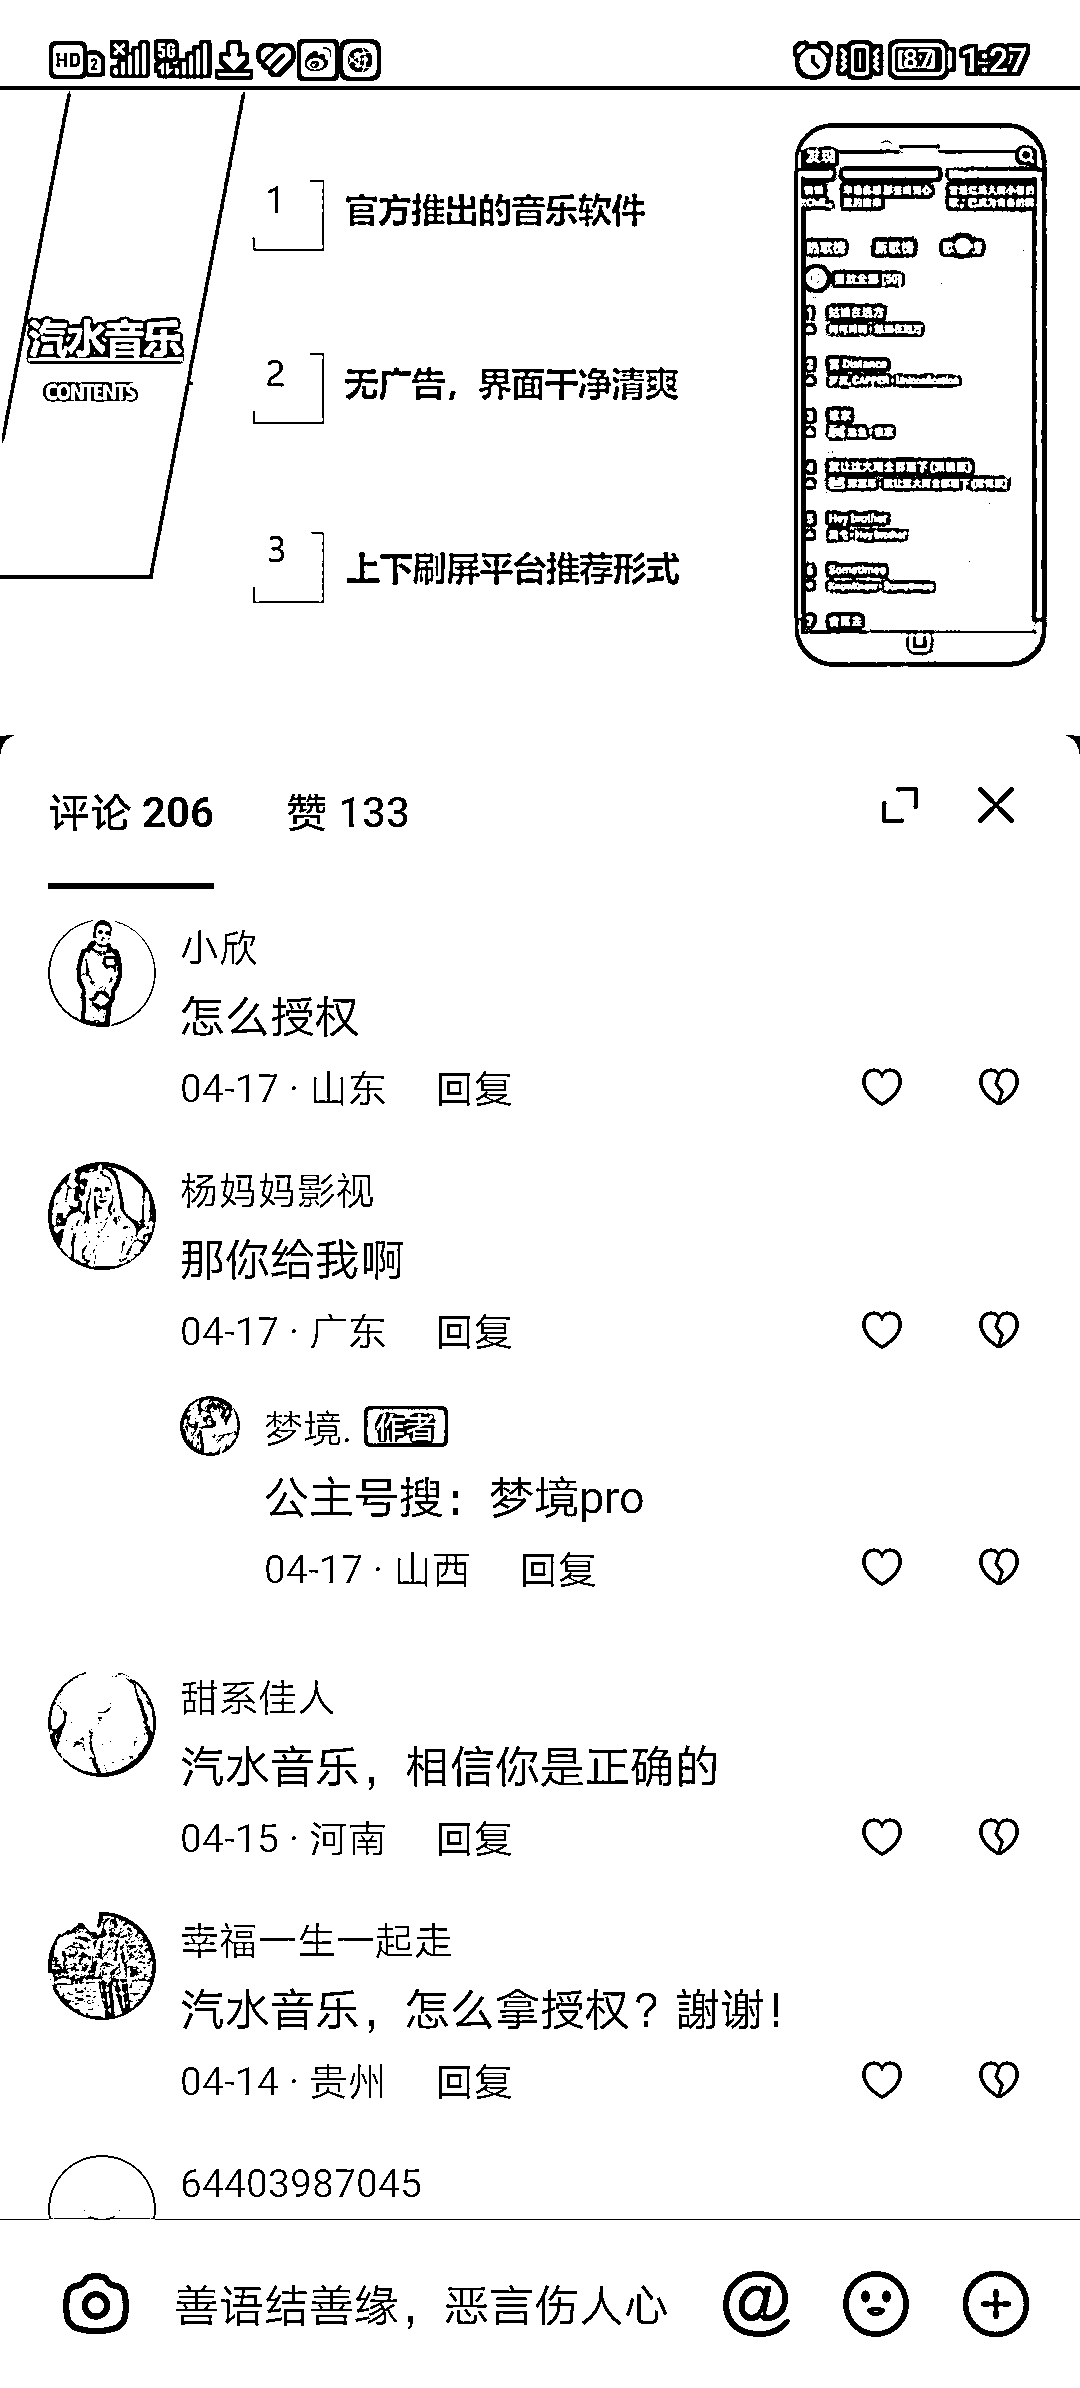 HD 2 5G 87 1:27
汽水音乐
CONTENTS
1 官方推出的音乐软件
2 无广告，界面干净清爽
3 上下刷屏平台推荐形式
发现
Hey brother
Sometimes
评论 206 赞 133
小欣
怎么授权
04-17 · 山东 回复
杨妈妈影视
那你给我啊
04-17 · 广东 回复
梦境. 作者
公主号搜：梦境pro
04-17 · 山西 回复
甜系佳人
汽水音乐，相信你是正确的
04-15 · 河南 回复
幸福一生一起走
汽水音乐，怎么拿授权？謝谢！
04-14 · 贵州 回复
64403987045
善语结善缘，恶言伤人心